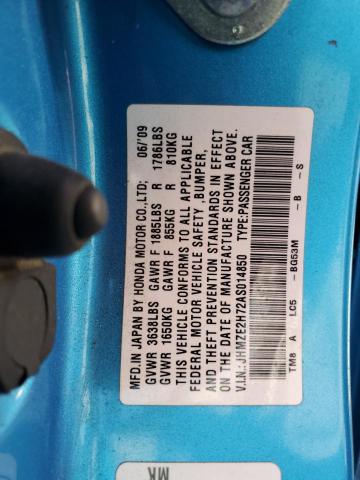 MFD. IN JAPAN BY HONDA MOTOR CO.,LTD; 06/'09
GVWR 3638LBS GAWR F 1885LBS R 1786LBS
GVWR 1650KG GAWR F 855KG R 810KG
THIS VEHICLE CONFORMS TO ALL APPLICABLE
FEDERAL MOTOR VEHICLE SAFETY ,BUMPER,
AND THEFT PREVENTION STANDARDS IN EFFECT
ON THE DATE OF MANUFACTURE SHOWN ABOVE.
V.I.N.: JHMZE2H72AS014850 TYPE:PASSENGER CAR
TM8 A LC5 -BG53M -B -S
MK